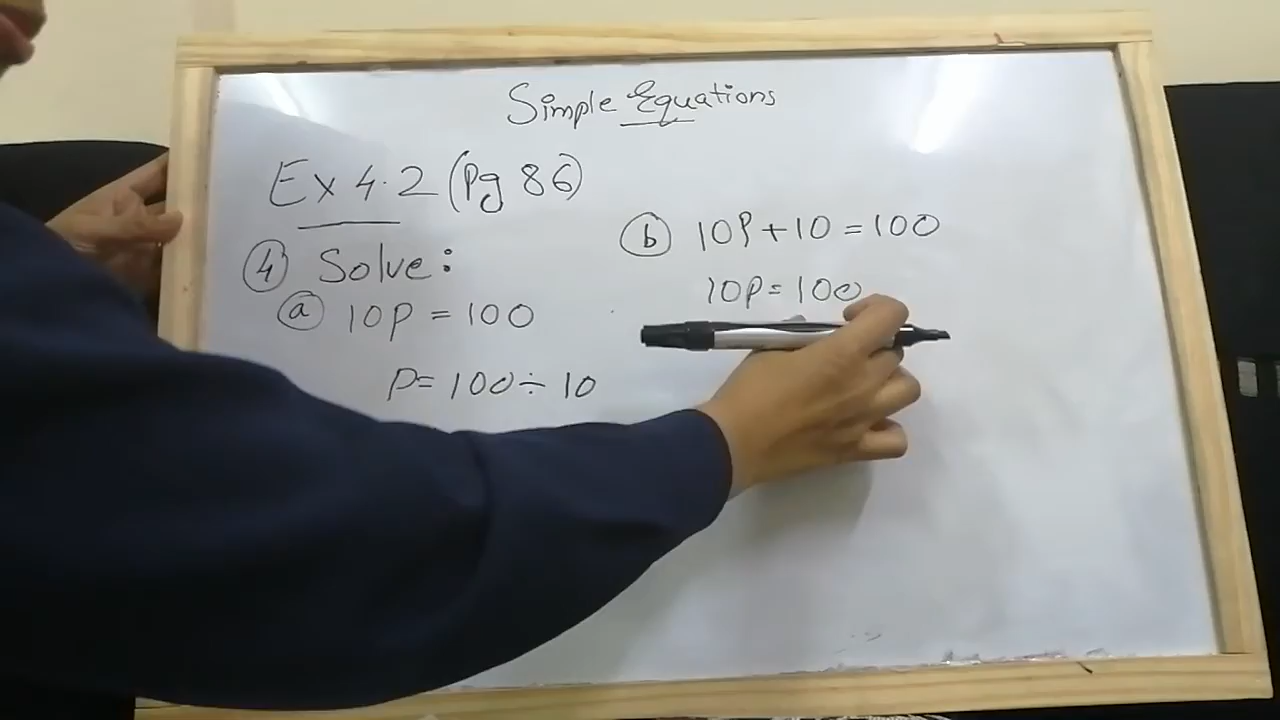 Simple Equations
Ex 4.2 (Pg 86)
④ Solve:
ⓐ 10P = 100
P = 100 ÷ 10
ⓑ 10P + 10 = 100
10P = 100